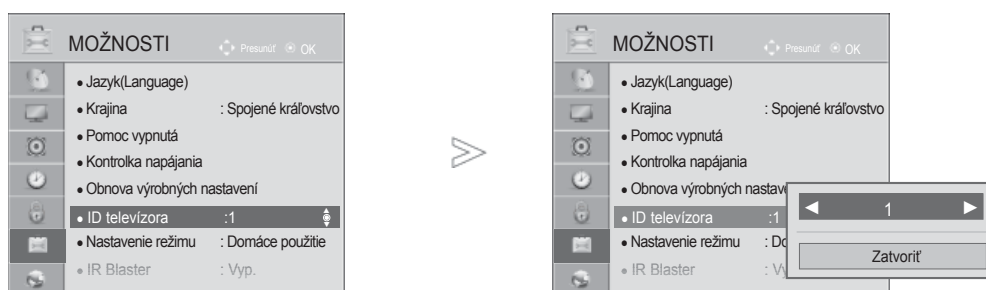 MOŽNOSTI Presunúť OK
• Jazyk(Language)
• Krajina : Spojené kráľovstvo
• Pomoc vypnutá
• Kontrolka napájania
• Obnova výrobných nastavení
• ID televízora :1
• Nastavenie režimu : Domáce použitie
• IR Blaster : Vyp.
MOŽNOSTI Presunúť OK
• Jazyk(Language)
• Krajina : Spojené kráľovstvo
• Pomoc vypnutá
• Kontrolka napájania
• Obnova výrobných nastave
• ID televízora :1
• Nastavenie režimu : Do
• IR Blaster : Vy
◄ 1 ►
Zatvoriť